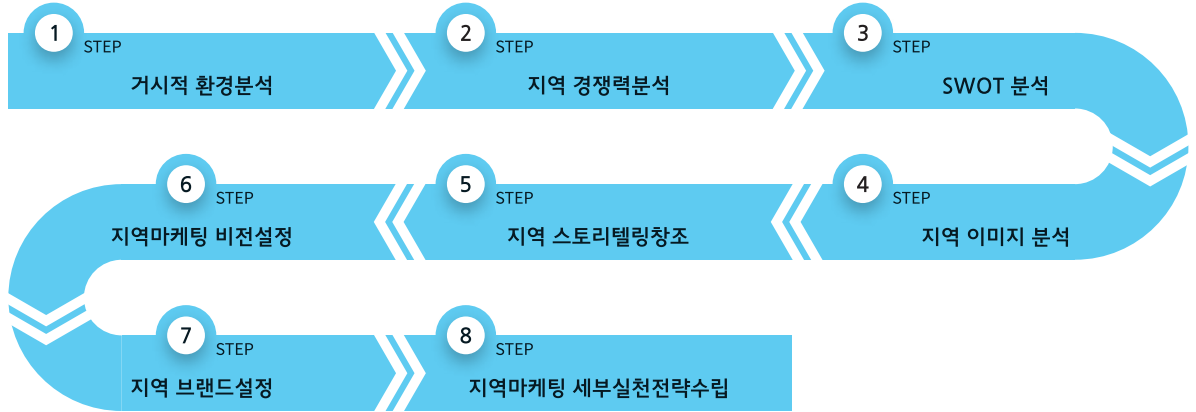 1
STEP
거시적 환경분석
2
STEP
지역 경쟁력분석
3
STEP
SWOT 분석
4
STEP
지역 이미지 분석
5
STEP
지역 스토리텔링창조
6
STEP
지역마케팅 비전설정
7
STEP
지역 브랜드설정
8
STEP
지역마케팅 세부실천전략수립